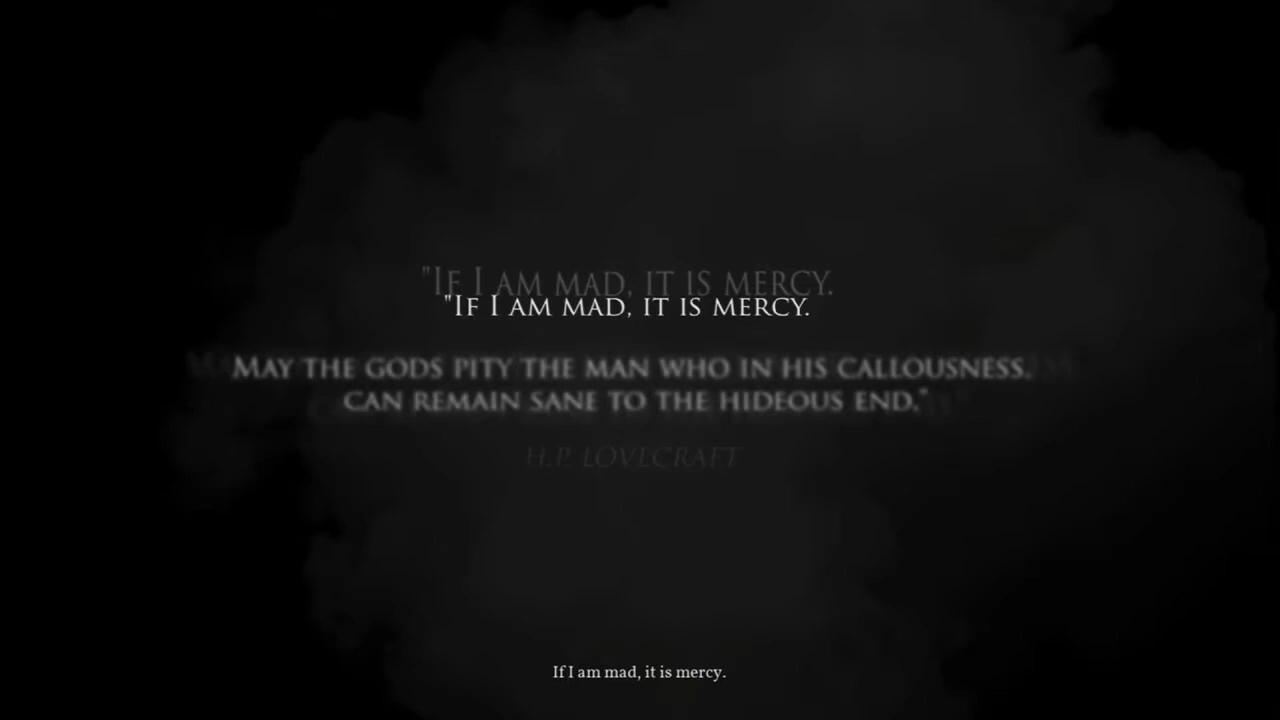 "IF I AM MAD, IT IS MERCY.
"IF I AM MAD, IT IS MERCY.
MAY THE GODS PITY THE MAN WHO IN HIS CALLOUSNESS,
CAN REMAIN SANE TO THE HIDEOUS END."
H.P. LOVECRAFT
If I am mad, it is mercy.